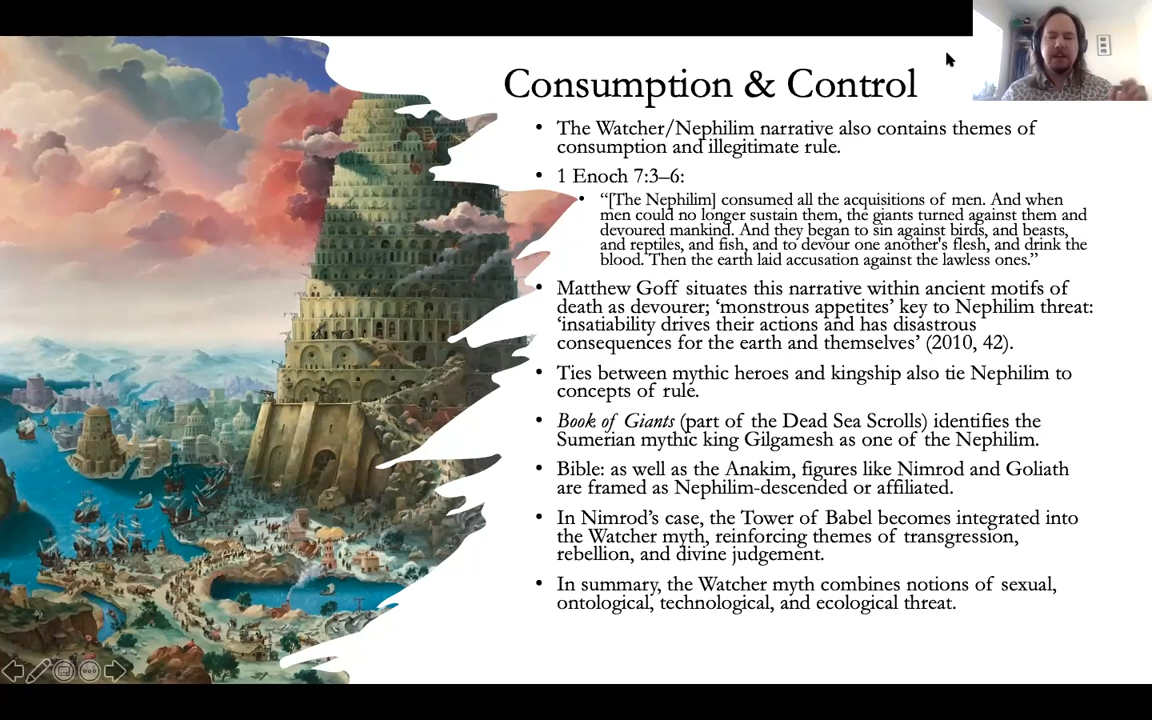 Consumption & Control
• The Watcher/Nephilim narrative also contains themes of
consumption and illegitimate rule.
• 1 Enoch 7:3–6:
• “[The Nephilim] consumed all the acquisitions of men. And when
men could no longer sustain them, the giants turned against them and
devoured mankind. And they began to sin against birds, and beasts,
and reptiles, and fish, and to devour one another's flesh, and drink the
blood. Then the earth laid accusation against the lawless ones.”
• Matthew Goff situates this narrative within ancient motifs of
death as devourer; ‘monstrous appetites’ key to Nephilim threat:
‘insatiability drives their actions and has disastrous
consequences for the earth and themselves’ (2010, 42).
• Ties between mythic heroes and kingship also tie Nephilim to
concepts of rule.
• Book of Giants (part of the Dead Sea Scrolls) identifies the
Sumerian mythic king Gilgamesh as one of the Nephilim.
• Bible: as well as the Anakim, figures like Nimrod and Goliath
are framed as Nephilim-descended or affiliated.
• In Nimrod’s case, the Tower of Babel becomes integrated into
the Watcher myth, reinforcing themes of transgression,
rebellion, and divine judgement.
• In summary, the Watcher myth combines notions of sexual,
ontological, technological, and ecological threat.